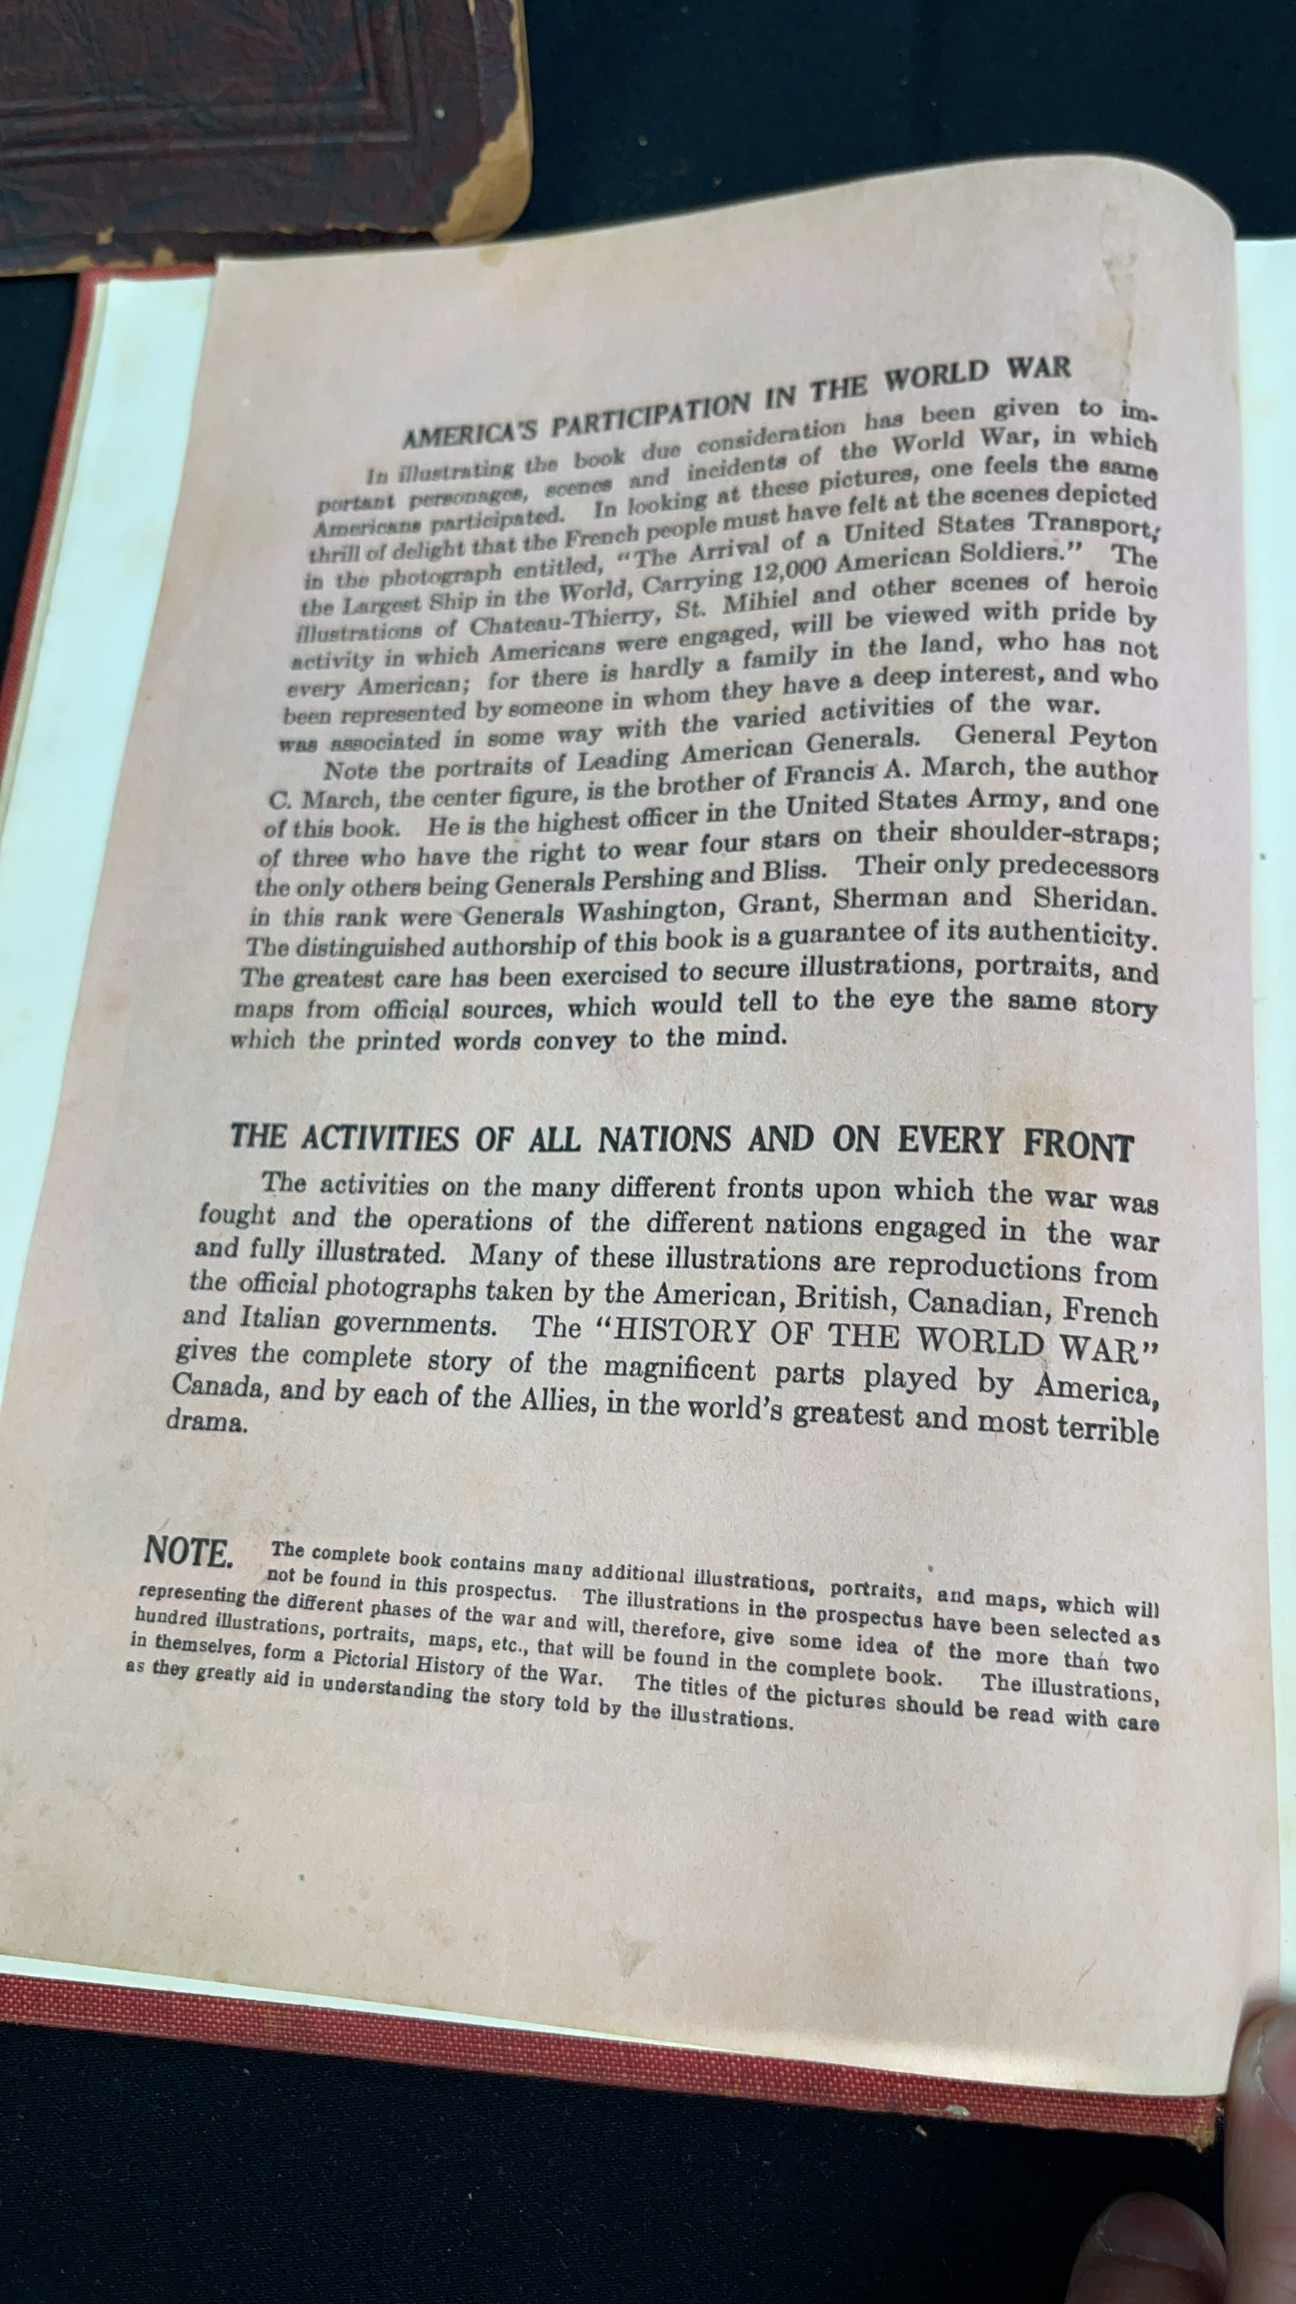 AMERICA'S PARTICIPATION IN THE WORLD WAR
In illustrating the book due consideration has been given to im-
portant personages, scenes and incidents of the World War, in which
Americans participated. In looking at these pictures, one feels the same
thrill of delight that the French people must have felt at the scenes depicted
in the photograph entitled, "The Arrival of a United States Transport;
the Largest Ship in the World, Carrying 12,000 American Soldiers." The
illustrations of Chateau-Thierry, St. Mihiel and other scenes of heroic
activity in which Americans were engaged, will be viewed with pride by
every American; for there is hardly a family in the land, who has not
been represented by someone in whom they have a deep interest, and who
was associated in some way with the varied activities of the war.
Note the portraits of Leading American Generals. General Peyton
C. March, the center figure, is the brother of Francis A. March, the author
of this book. He is the highest officer in the United States Army, and one
of three who have the right to wear four stars on their shoulder-straps;
the only others being Generals Pershing and Bliss. Their only predecessors
in this rank were Generals Washington, Grant, Sherman and Sheridan.
The distinguished authorship of this book is a guarantee of its authenticity.
The greatest care has been exercised to secure illustrations, portraits, and
maps from official sources, which would tell to the eye the same story
which the printed words convey to the mind.
THE ACTIVITIES OF ALL NATIONS AND ON EVERY FRONT
The activities on the many different fronts upon which the war was
fought and the operations of the different nations engaged in the war
and fully illustrated. Many of these illustrations are reproductions from
the official photographs taken by the American, British, Canadian, French
and Italian governments. The "HISTORY OF THE WORLD WAR"
gives the complete story of the magnificent parts played by America,
Canada, and by each of the Allies, in the world's greatest and most terrible
drama.
NOTE. The complete book contains many additional illustrations, portraits, and maps, which will
not be found in this prospectus. The illustrations in the prospectus have been selected as
representing the different phases of the war and will, therefore, give some idea of the more than two
hundred illustrations, portraits, maps, etc., that will be found in the complete book. The illustrations,
in themselves, form a Pictorial History of the War. The titles of the pictures should be read with care
as they greatly aid in understanding the story told by the illustrations.